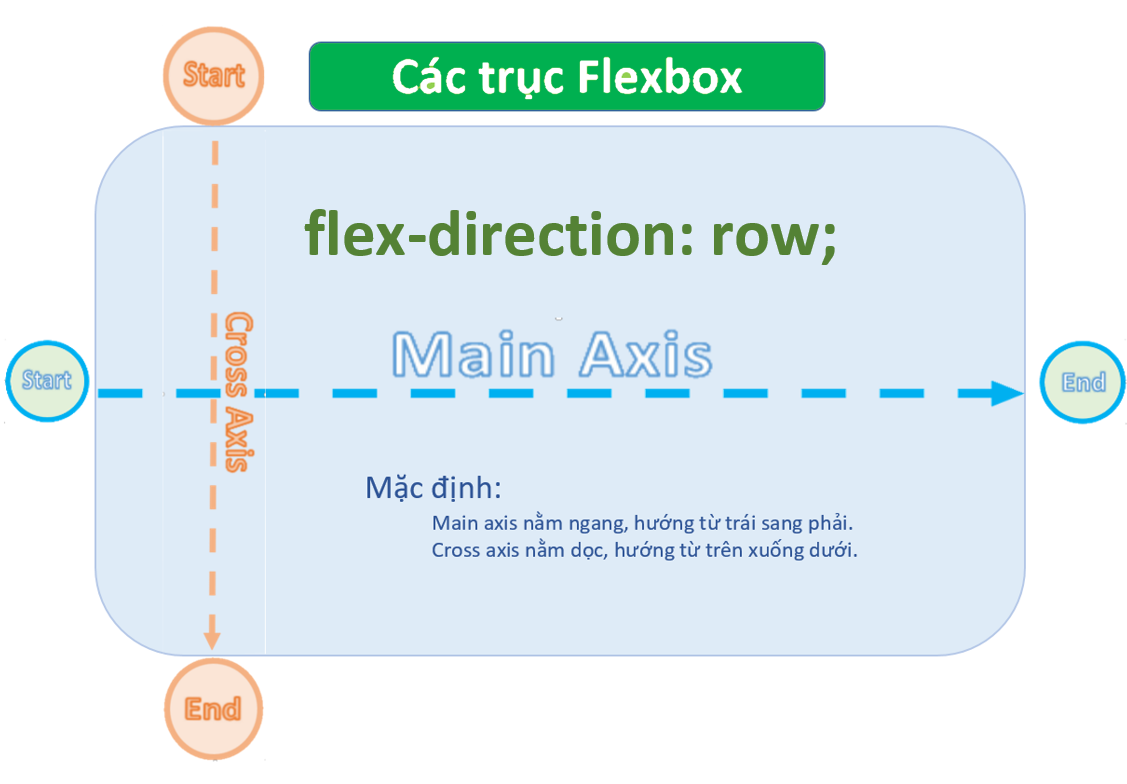 Start
Các trục Flexbox
flex-direction: row;
Cross Axis
Main Axis
Start
End
Mặc định:
Main axis nằm ngang, hướng từ trái sang phải.
Cross axis nằm dọc, hướng từ trên xuống dưới.
End